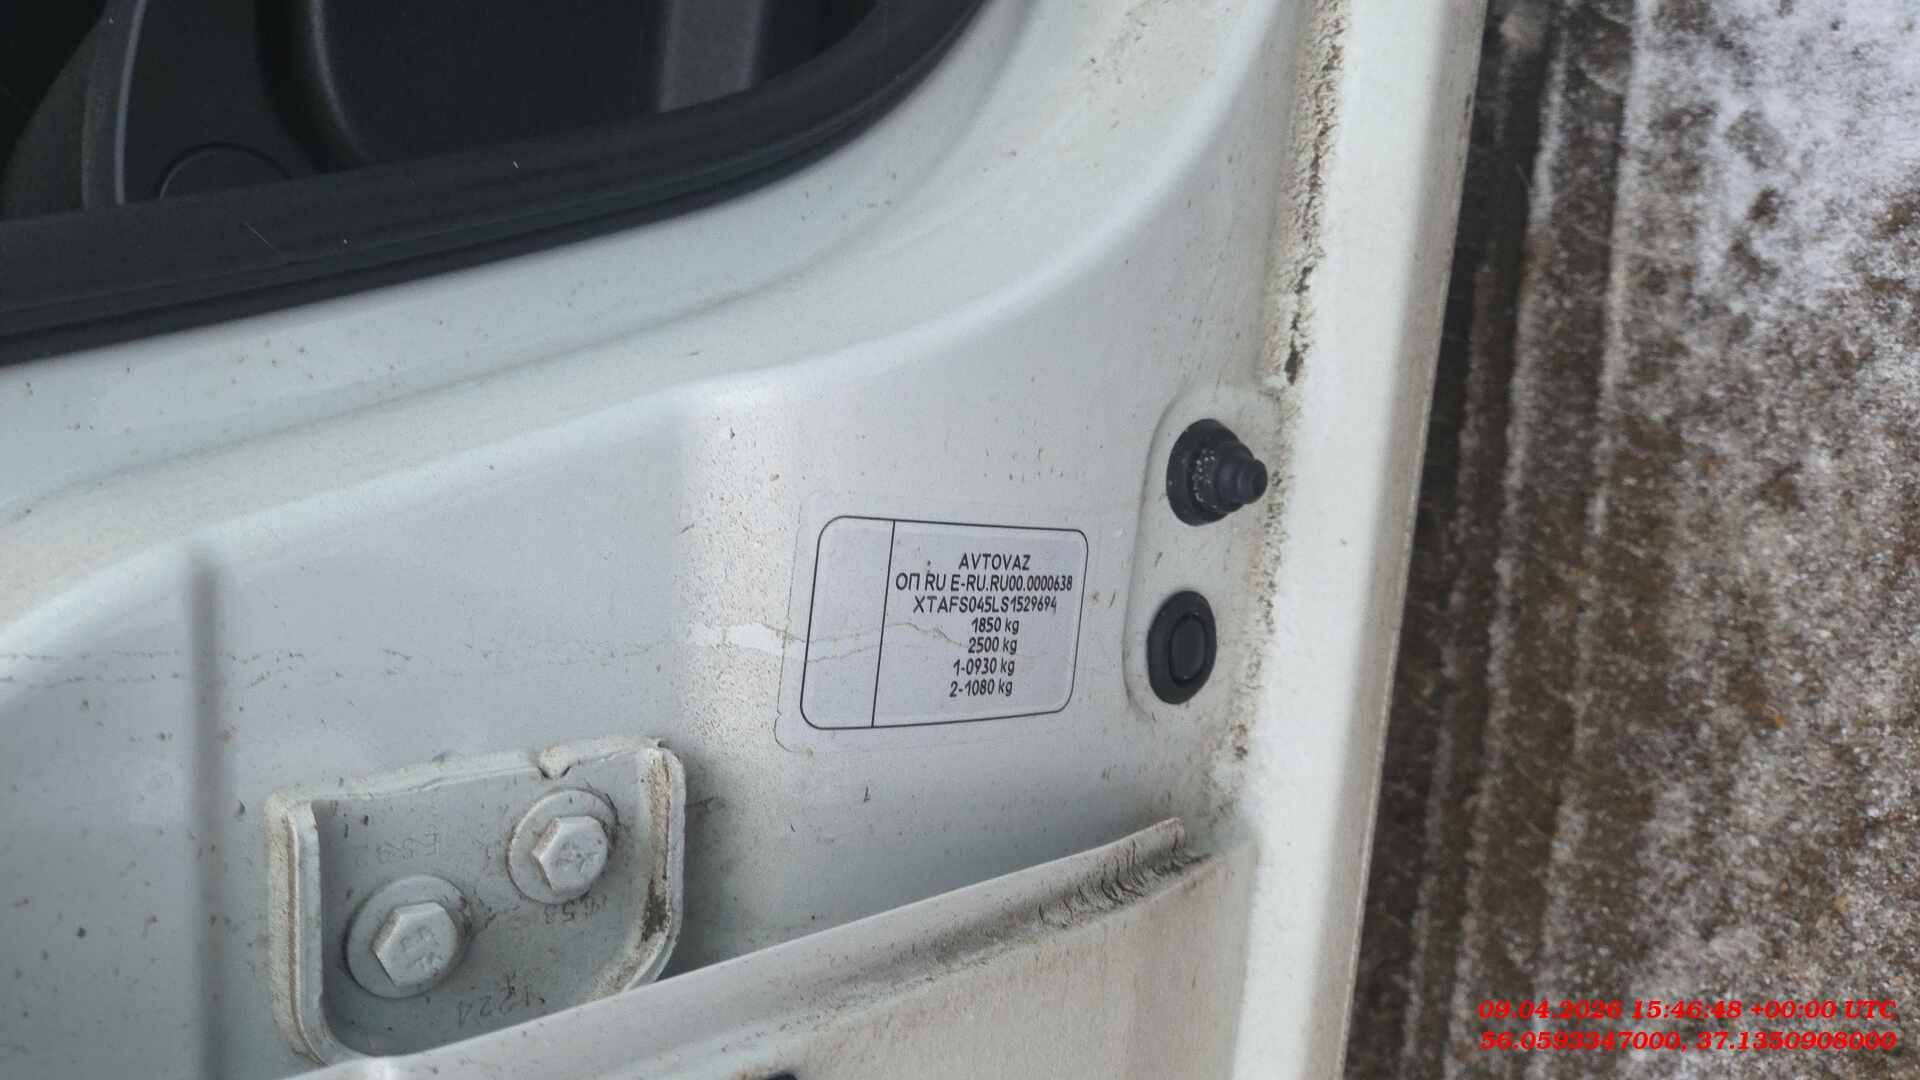 AVTOVAZ
ОП RU E-RU.RU00.0000638
XTAFS045LS1529694
1850 kg
2500 kg
1-0930 kg
2-1080 kg
09.04.2026 15:46:48 +00:00 UTC
56.0593347000, 37.1350908000